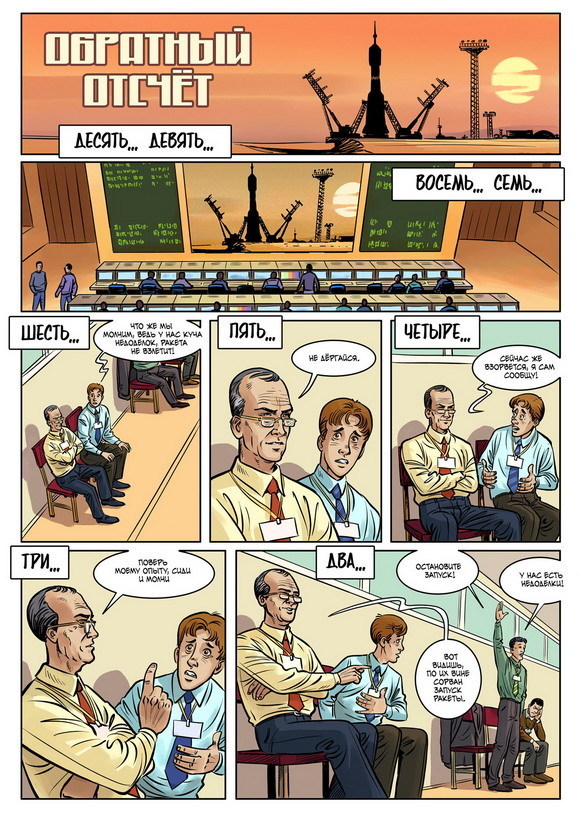 ОБРАТНЫЙ
ОТСЧЁТ
ДЕСЯТЬ... ДЕВЯТЬ...
ВОСЕМЬ... СЕМЬ...
ШЕСТЬ...
ЧТО ЖЕ МЫ
МОЛЧИМ, ВЕДЬ У НАС КУЧА
НЕДОДЕЛОК, РАКЕТА
НЕ ВЗЛЕТИТ!
ПЯТЬ...
НЕ ДЁРГАЙСЯ.
ЧЕТЫРЕ...
СЕЙЧАС ЖЕ
ВЗОРВЕТСЯ, Я САМ
СООБЩУ!
ТРИ...
ПОВЕРЬ
МОЕМУ ОПЫТУ, СИДИ
И МОЛЧИ
ДВА...
ОСТАНОВИТЕ
ЗАПУСК!
У НАС ЕСТЬ
НЕДОДЕЛКИ!
ВОТ
ВИДИШЬ,
ПО ИХ ВИНЕ
СОРВАН
ЗАПУСК
РАКЕТЫ.